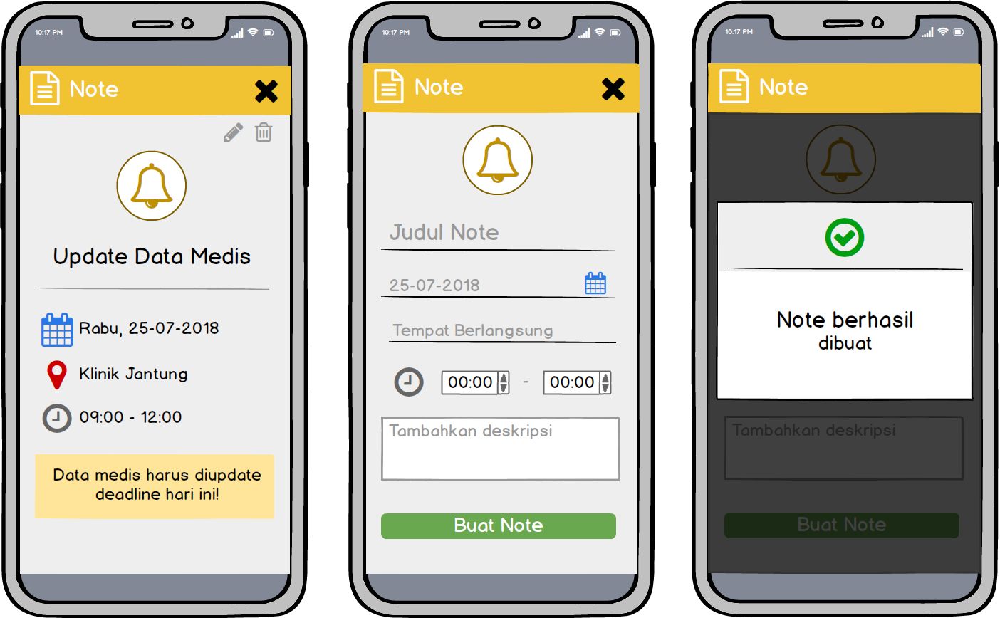 10:17 PM
Note
Update Data Medis
Rabu, 25-07-2018
Klinik Jantung
09:00 - 12:00
Data medis harus diupdate
deadline hari ini!
10:17 PM
Note
Judul Note
25-07-2018
Tempat Berlangsung
00:00 - 00:00
Tambahkan deskripsi
Buat Note
10:17 PM
Note
Note berhasil
dibuat
Tambahkan deskripsi
Buat Note